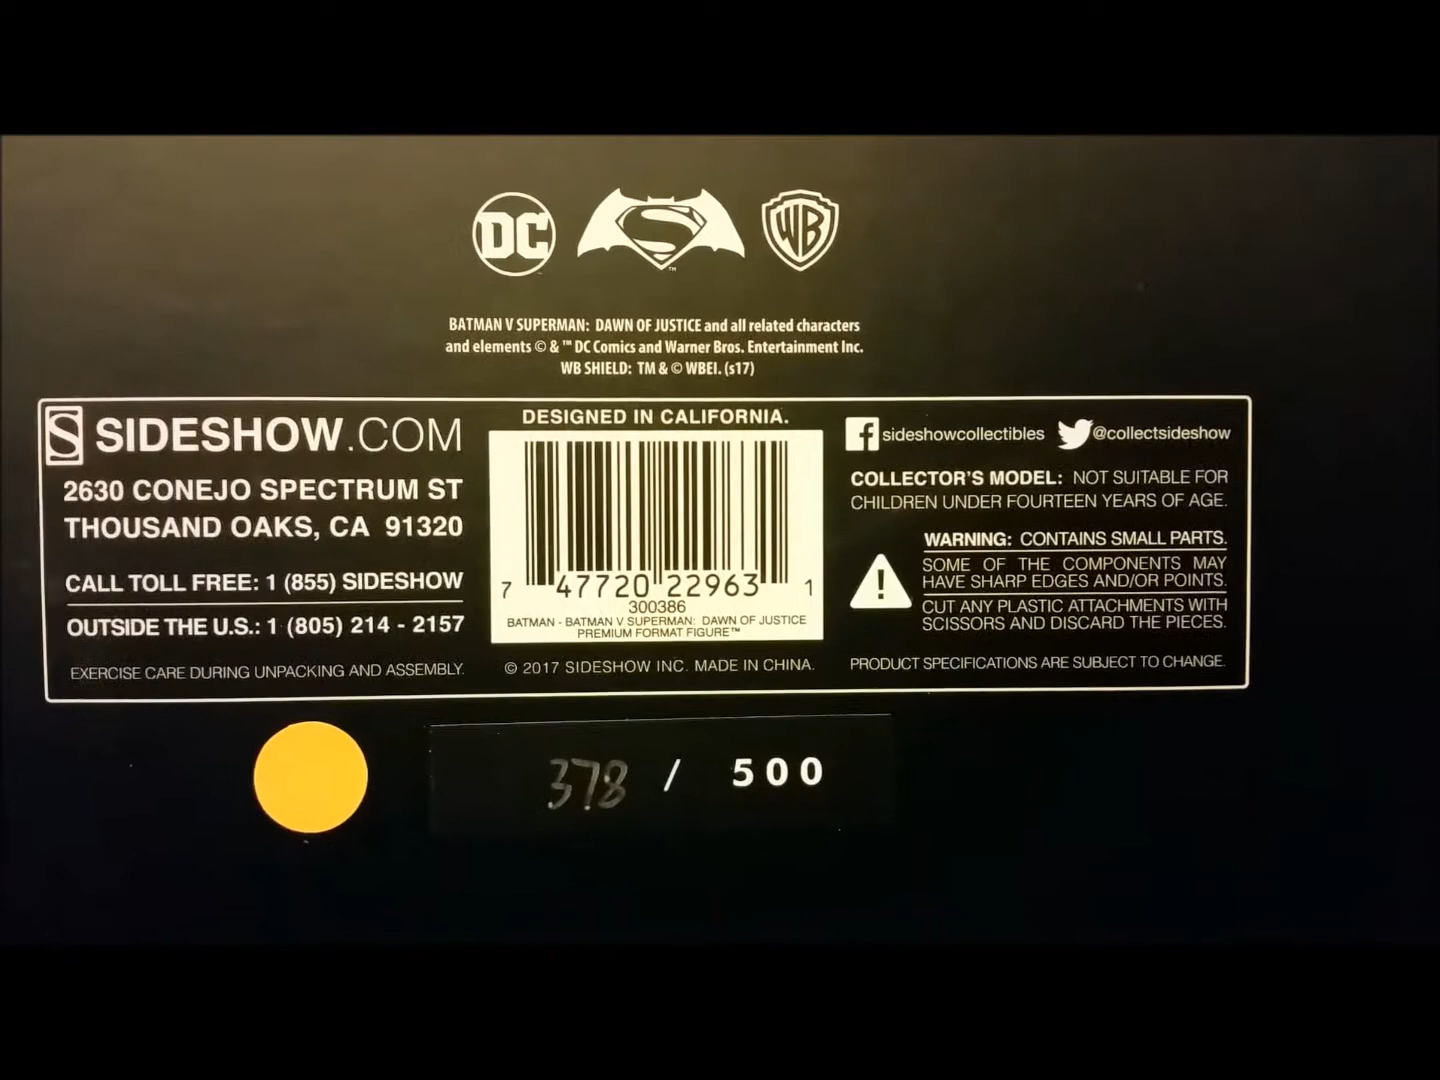 DC
S
TM
WB
BATMAN V SUPERMAN: DAWN OF JUSTICE and all related characters
and elements © & ™ DC Comics and Warner Bros. Entertainment Inc.
WB SHIELD: TM & © WBEI. (s17)
S SIDESHOW.COM
2630 CONEJO SPECTRUM ST
THOUSAND OAKS, CA 91320
CALL TOLL FREE: 1 (855) SIDESHOW
OUTSIDE THE U.S.: 1 (805) 214 - 2157
EXERCISE CARE DURING UNPACKING AND ASSEMBLY.
DESIGNED IN CALIFORNIA.
7 47720 22963 1
300386
BATMAN - BATMAN V SUPERMAN: DAWN OF JUSTICE
PREMIUM FORMAT FIGURE™
© 2017 SIDESHOW INC. MADE IN CHINA.
f sideshowcollectibles @collectsideshow
COLLECTOR'S MODEL: NOT SUITABLE FOR
CHILDREN UNDER FOURTEEN YEARS OF AGE.
WARNING: CONTAINS SMALL PARTS.
!
SOME OF THE COMPONENTS MAY
HAVE SHARP EDGES AND/OR POINTS.
CUT ANY PLASTIC ATTACHMENTS WITH
SCISSORS AND DISCARD THE PIECES.
PRODUCT SPECIFICATIONS ARE SUBJECT TO CHANGE.
378 / 500